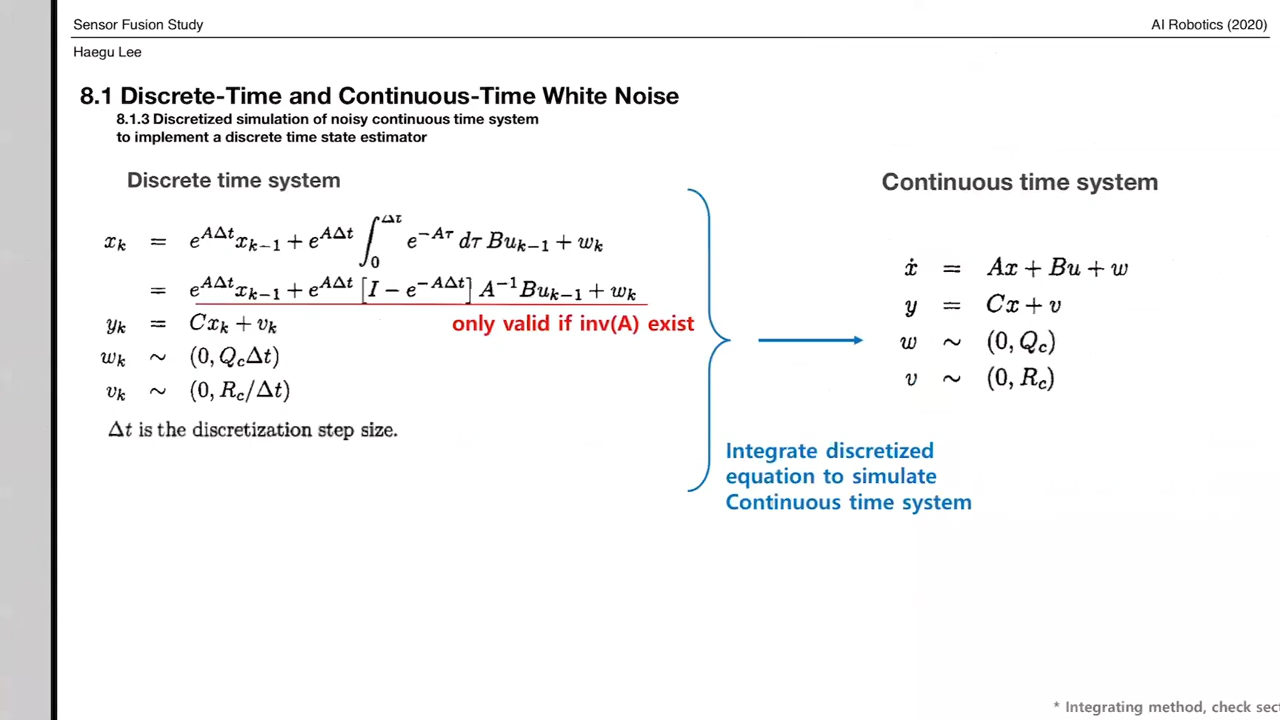 Sensor Fusion Study
AI Robotics (2020)
Haegu Lee
8.1 Discrete-Time and Continuous-Time White Noise
8.1.3 Discretized simulation of noisy continuous time system
to implement a discrete time state estimator
Discrete time system
x_k = e^{AΔt}x_{k−1} + e^{AΔt} ∫_0^{Δt} e^{−Aτ} dτ Bu_{k−1} + w_k
= e^{AΔt}x_{k−1} + e^{AΔt} [I − e^{−AΔt}] A^{−1}Bu_{k−1} + w_k
y_k = Cx_k + v_k
only valid if inv(A) exist
w_k ∼ (0, Q_cΔt)
v_k ∼ (0, R_c/Δt)
Δt is the discretization step size.
Integrate discretized
equation to simulate
Continuous time system
Continuous time system
ẋ = Ax + Bu + w
y = Cx + v
w ∼ (0, Q_c)
v ∼ (0, R_c)
* Integrating method, check sec